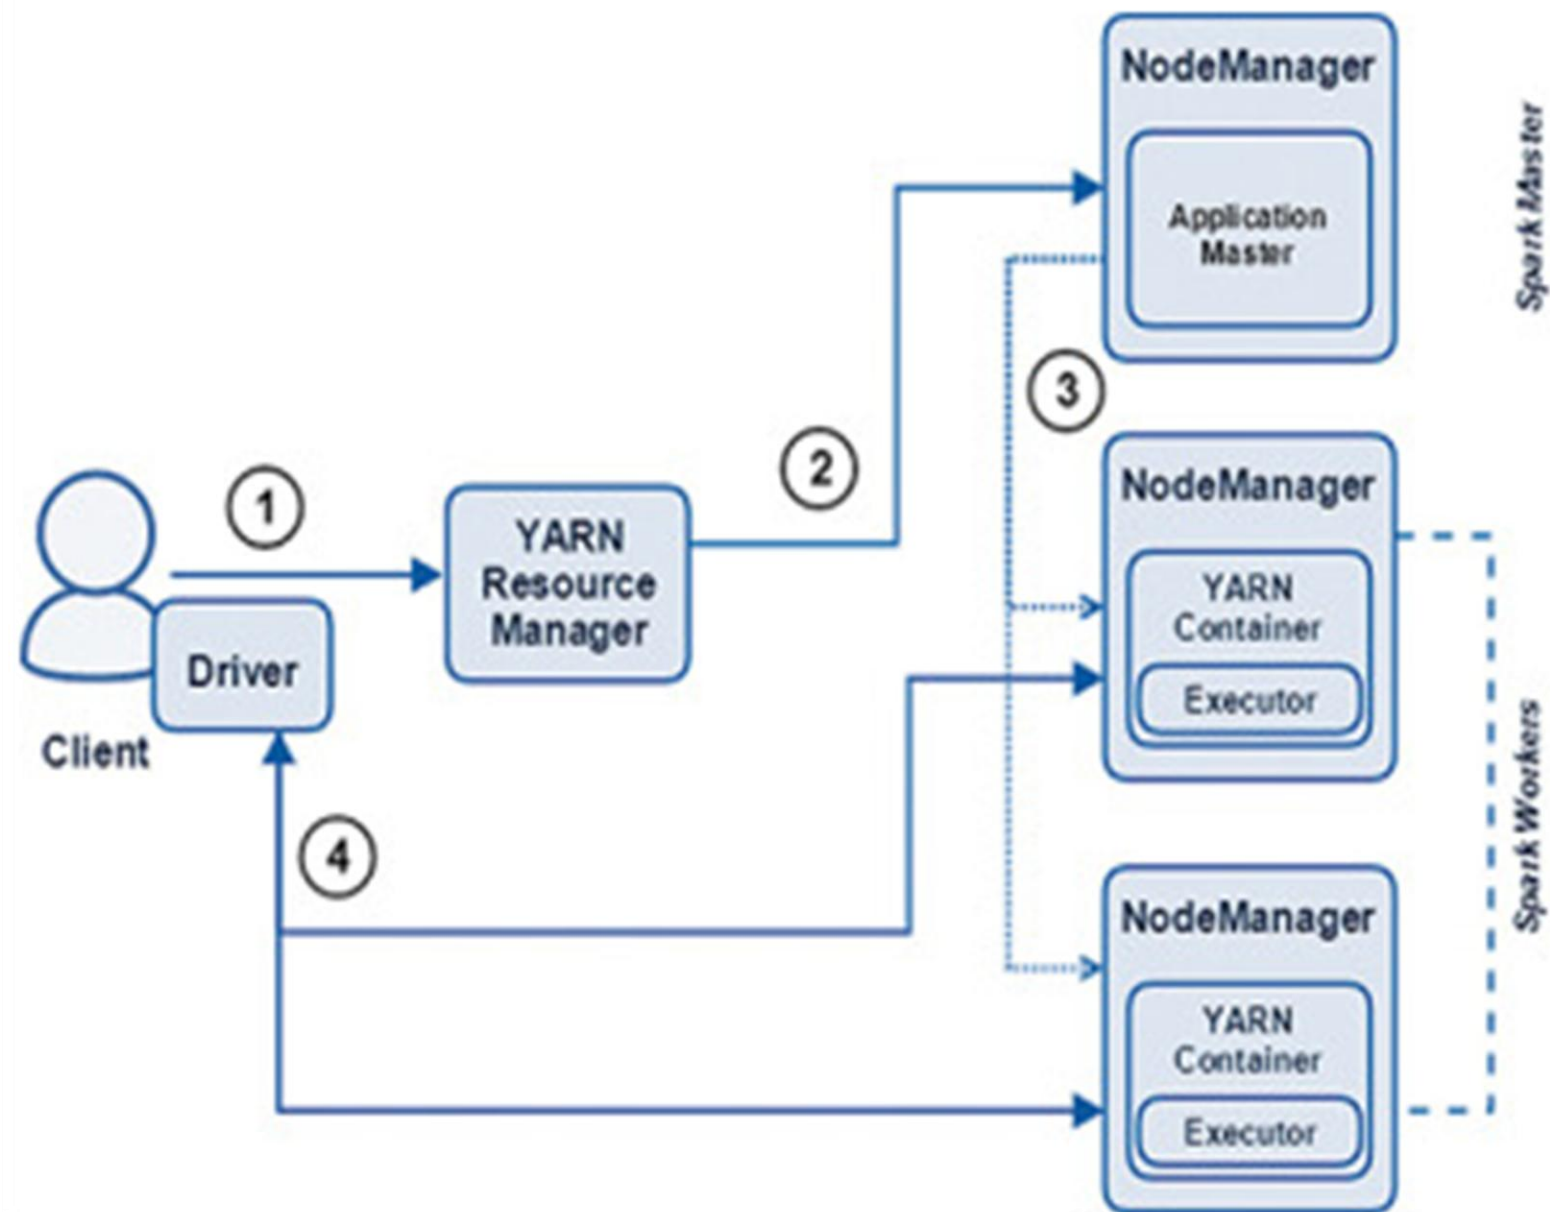 NodeManager
Application
Master
Spark Master
3
2
1
NodeManager
YARN
Resource
Manager
YARN
Container
Executor
Driver
Client
Spark Workers
4
NodeManager
YARN
Container
Executor